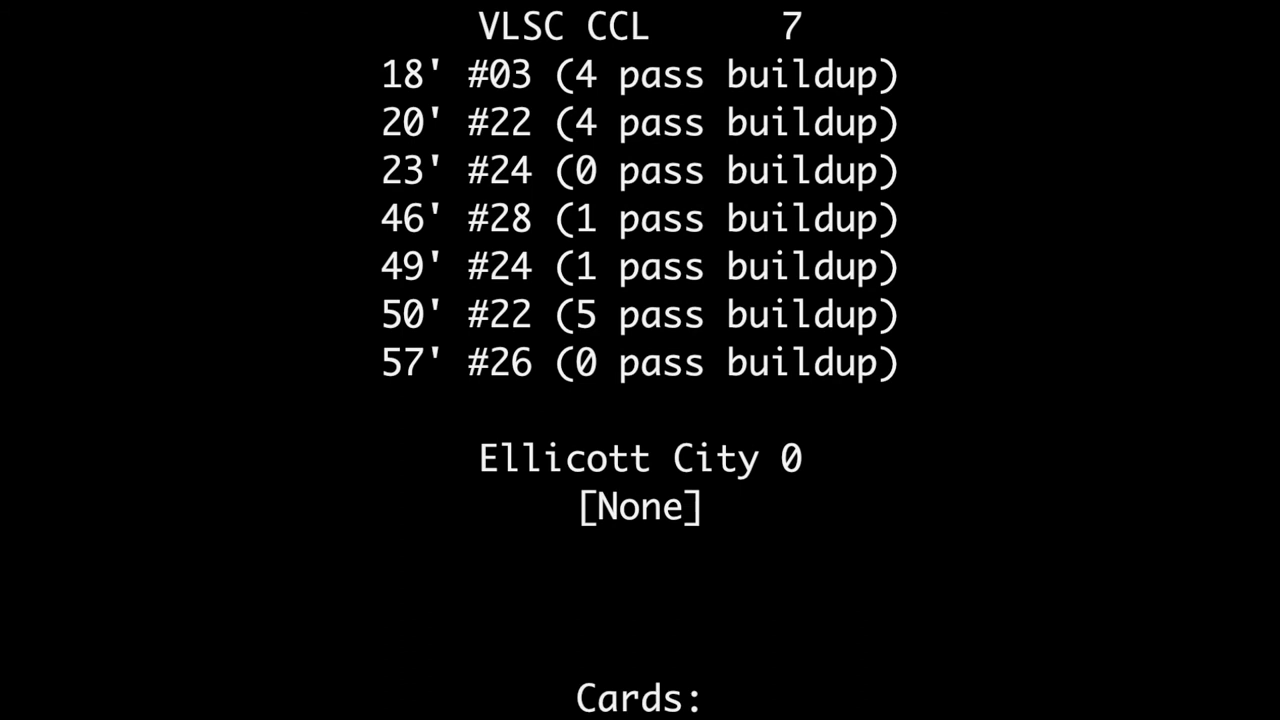 VLSC CCL 7
18' #03 (4 pass buildup)
20' #22 (4 pass buildup)
23' #24 (0 pass buildup)
46' #28 (1 pass buildup)
49' #24 (1 pass buildup)
50' #22 (5 pass buildup)
57' #26 (0 pass buildup)
Ellicott City 0
[None]
Cards: